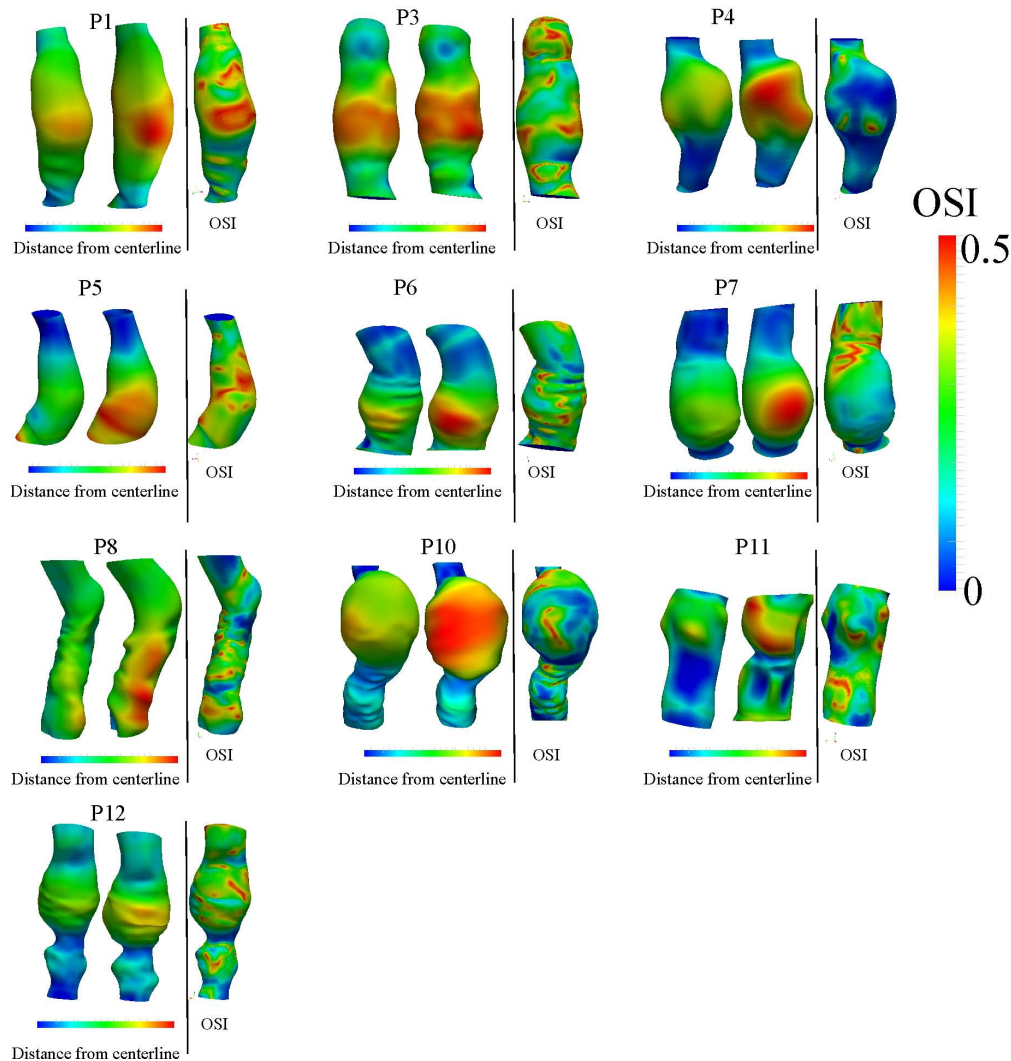 P1
P3
P4
OSI
Distance from centerline
OSI
Distance from centerline
OSI
Distance from centerline
OSI
0.5
0
P5
P6
P7
OSI
Distance from centerline
OSI
Distance from centerline
OSI
Distance from centerline
P8
P10
P11
OSI
Distance from centerline
OSI
Distance from centerline
OSI
Distance from centerline
P12
OSI
Distance from centerline